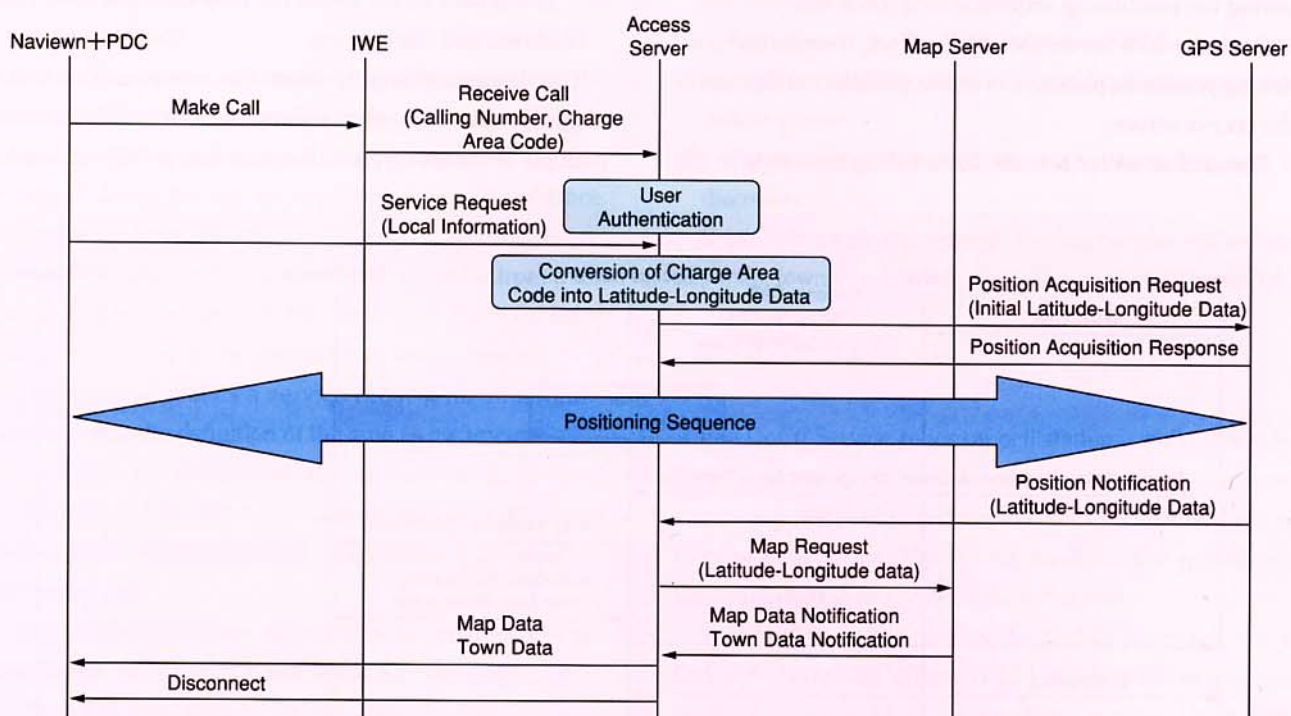 Naviewn+PDC
IWE
Access
Server
Map Server
GPS Server
Make Call
Receive Call
(Calling Number, Charge
Area Code)
User
Authentication
Service Request
(Local Information)
Conversion of Charge Area
Code into Latitude-Longitude Data
Position Acquisition Request
(Initial Latitude-Longitude Data)
Position Acquisition Response
Positioning Sequence
Position Notification
(Latitude-Longitude Data)
Map Request
(Latitude-Longitude data)
Map Data Notification
Town Data Notification
Map Data
Town Data
Disconnect